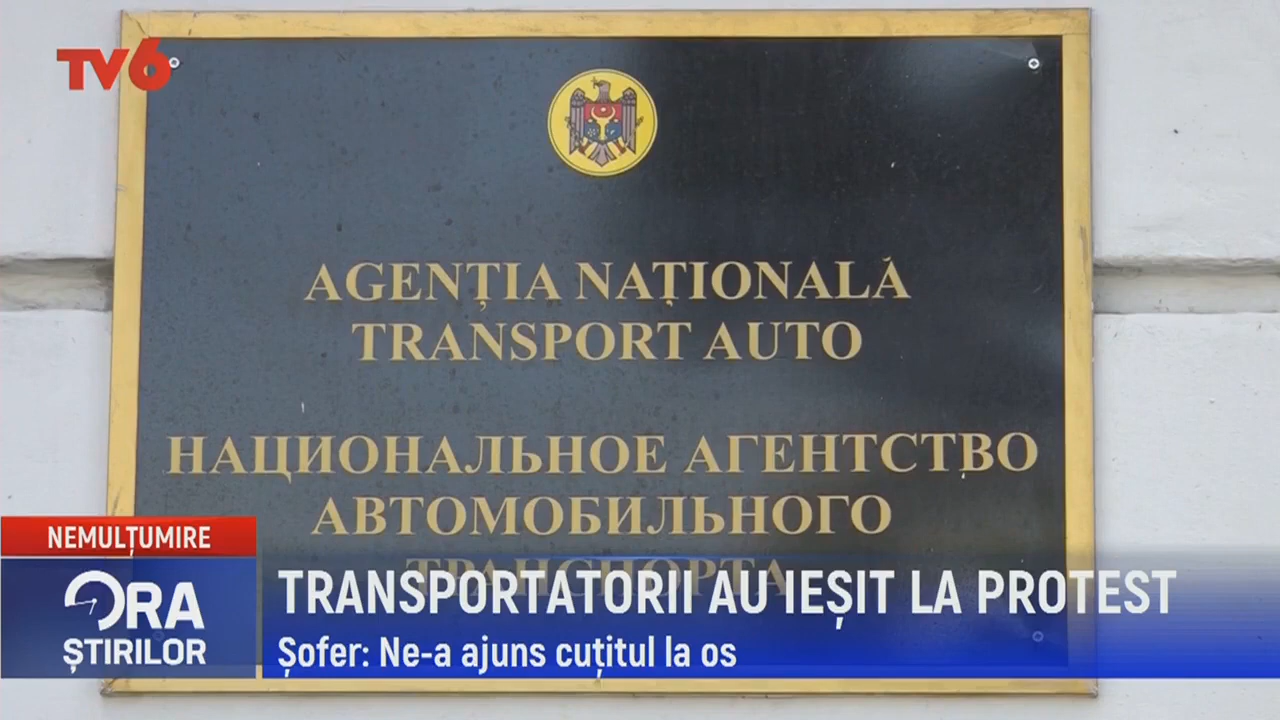 TV6
AGENȚIA NAȚIONALĂ
TRANSPORT AUTO
НАЦИОНАЛЬНОЕ АГЕНТСТВО
АВТОМОБИЛЬНОГО
ТРАНСПОРТА
NEMULȚUMIRE
ORA
ȘTIRILOR
TRANSPORTATORII AU IEȘIT LA PROTEST
Șofer: Ne-a ajuns cuțitul la os